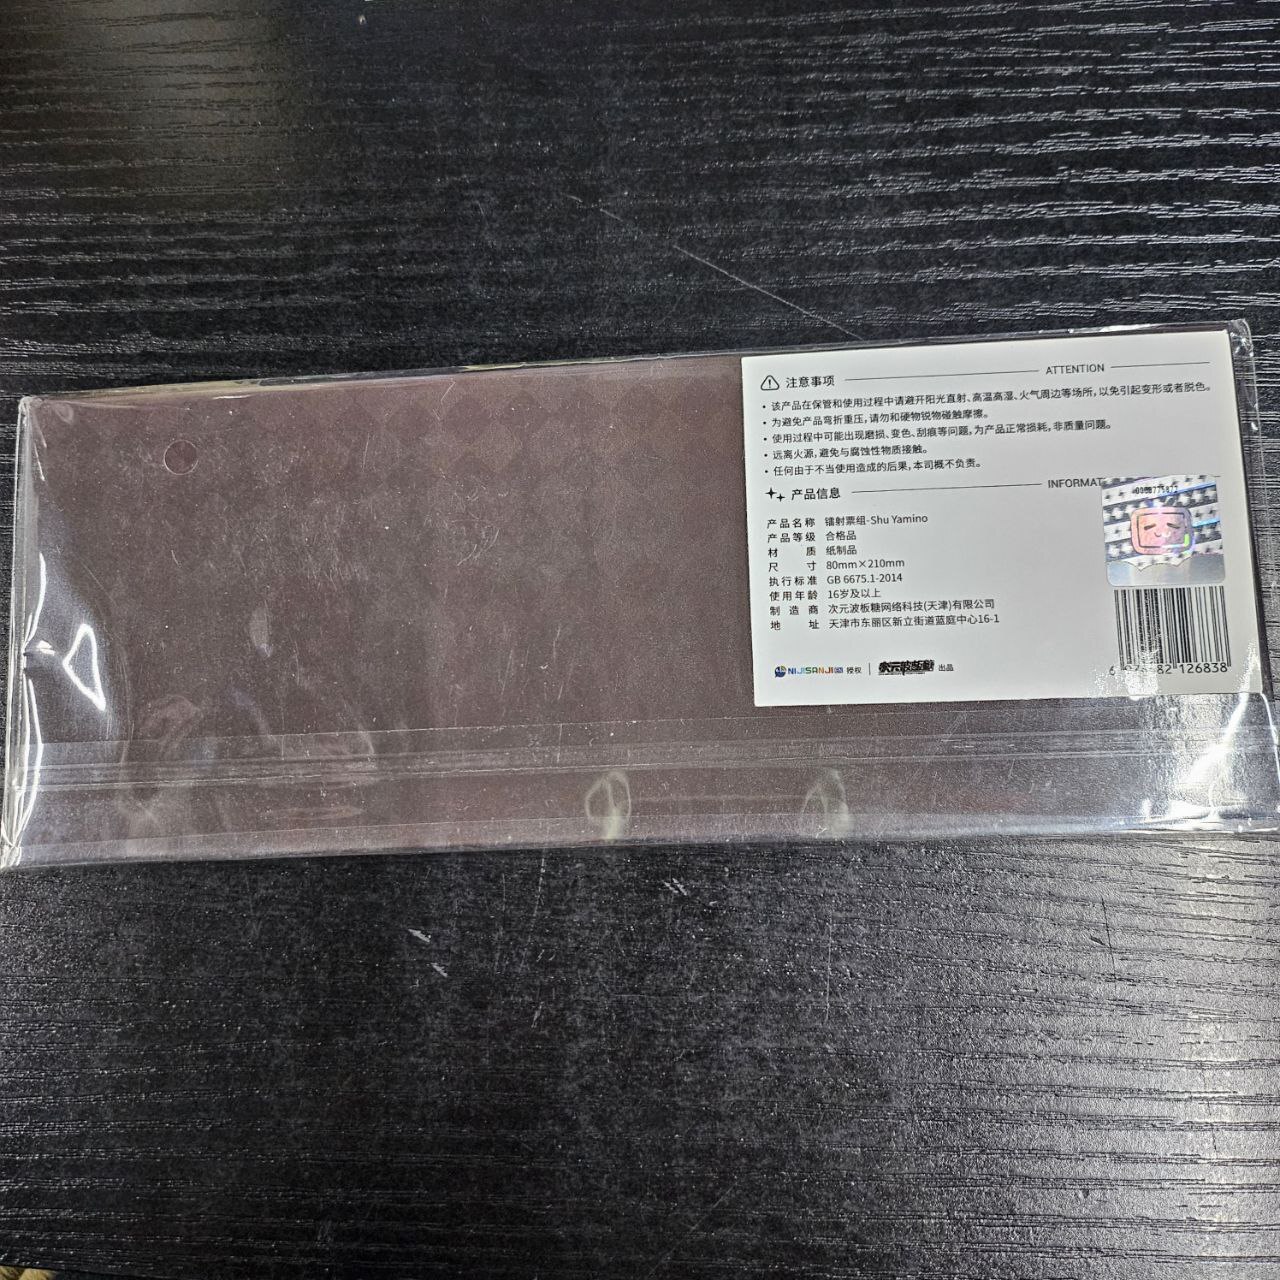 注意事项 ATTENTION
• 该产品在保管和使用过程中请避开阳光直射、高温高湿、火气周边等场所，以免引起变形或者脱色。
• 为避免产品弯折重压，请勿和硬物锐物碰触摩擦。
• 使用过程中可能出现磨损、变色、刮痕等问题，为产品正常损耗，非质量问题。
• 远离火源，避免与腐蚀性物质接触。
• 任何由于不当使用造成的后果，本司概不负责。
产品信息 INFORMAT
产品名称 镭射票组-Shu Yamino
产品等级 合格品
材质 纸制品
尺寸 80mm×210mm
执行标准 GB 6675.1-2014
使用年龄 16岁及以上
制造商 次元波板糖网络科技(天津)有限公司
地址 天津市东丽区新立街道蓝庭中心16-1
NIJISANJI EN 授权 | 次元波板糖 出品
126838